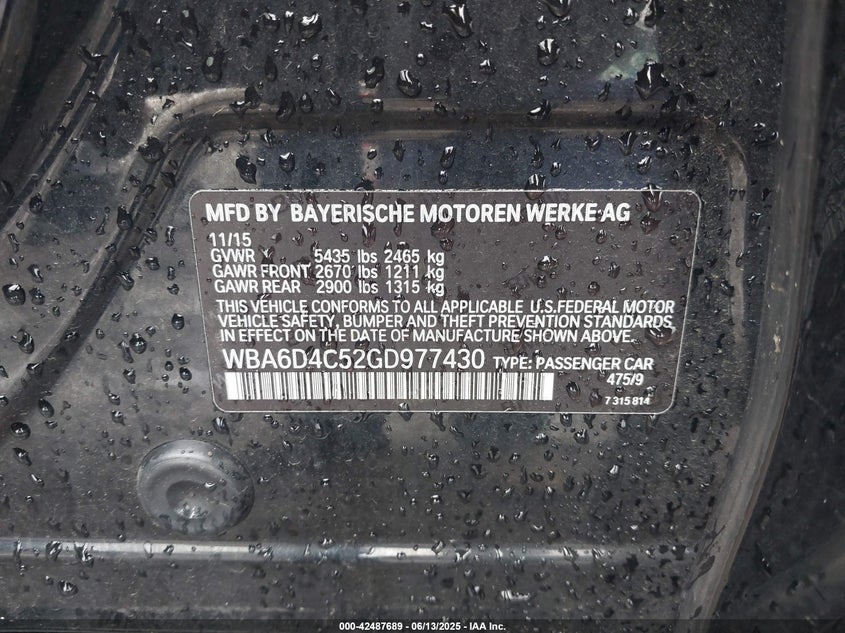 MFD BY BAYERISCHE MOTOREN WERKE AG
11/15
GVWR 5435 lbs 2465 kg
GAWR FRONT 2670 lbs 1211 kg
GAWR REAR 2900 lbs 1315 kg
THIS VEHICLE CONFORMS TO ALL APPLICABLE U.S.FEDERAL MOTOR
VEHICLE SAFETY, BUMPER AND THEFT PREVENTION STANDARDS
IN EFFECT ON THE DATE OF MANUFACTURE SHOWN ABOVE.
WBA6D4C52GD977430 TYPE: PASSENGER CAR
475/9
7 315 814
000-42487689 - 06/13/2025 - IAA Inc.